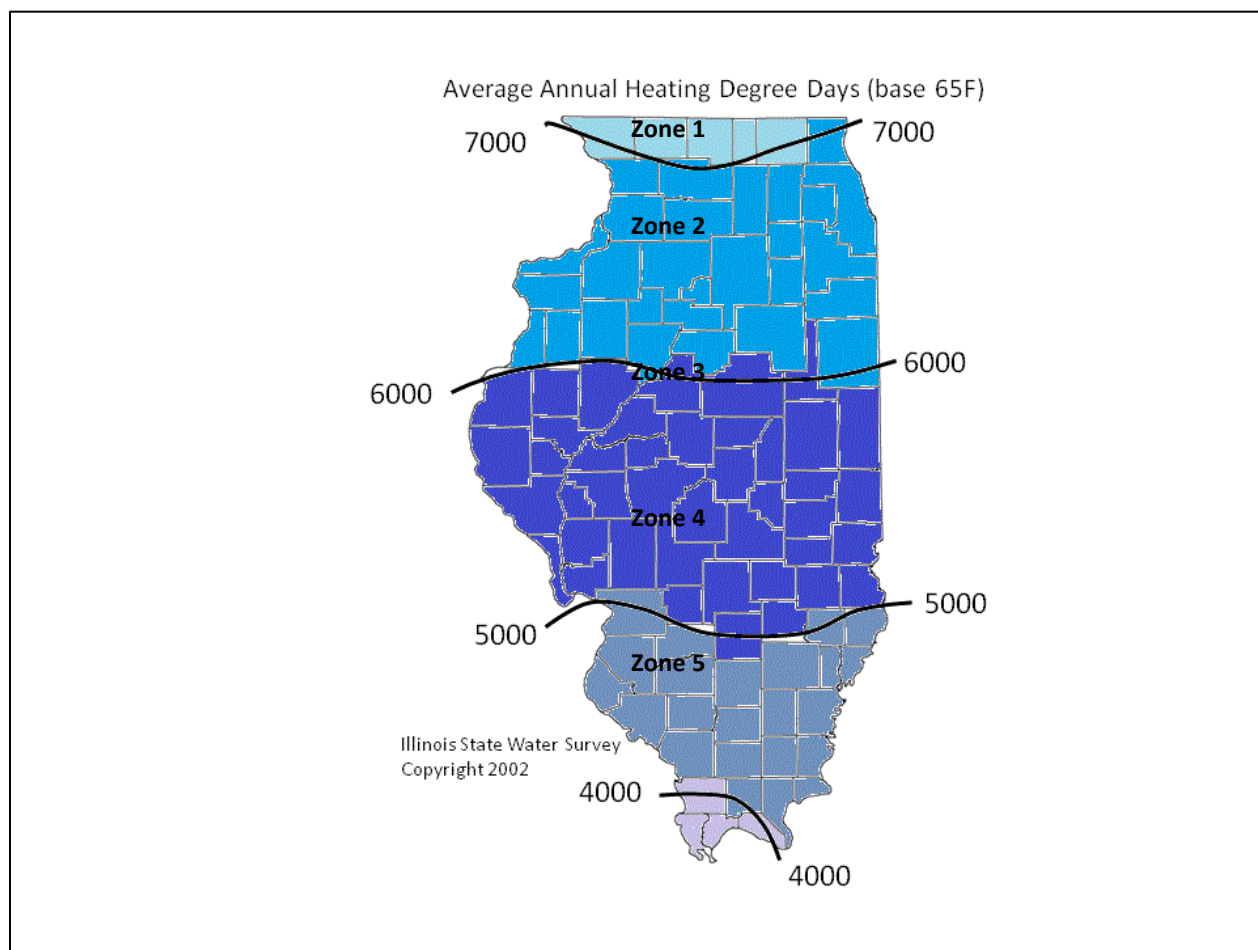 Average Annual Heating Degree Days (base 65F)
Zone 1
7000
7000
Zone 2
6000
Zone 3
6000
Zone 4
5000
5000
Zone 5
Illinois State Water Survey
Copyright 2002
4000
4000